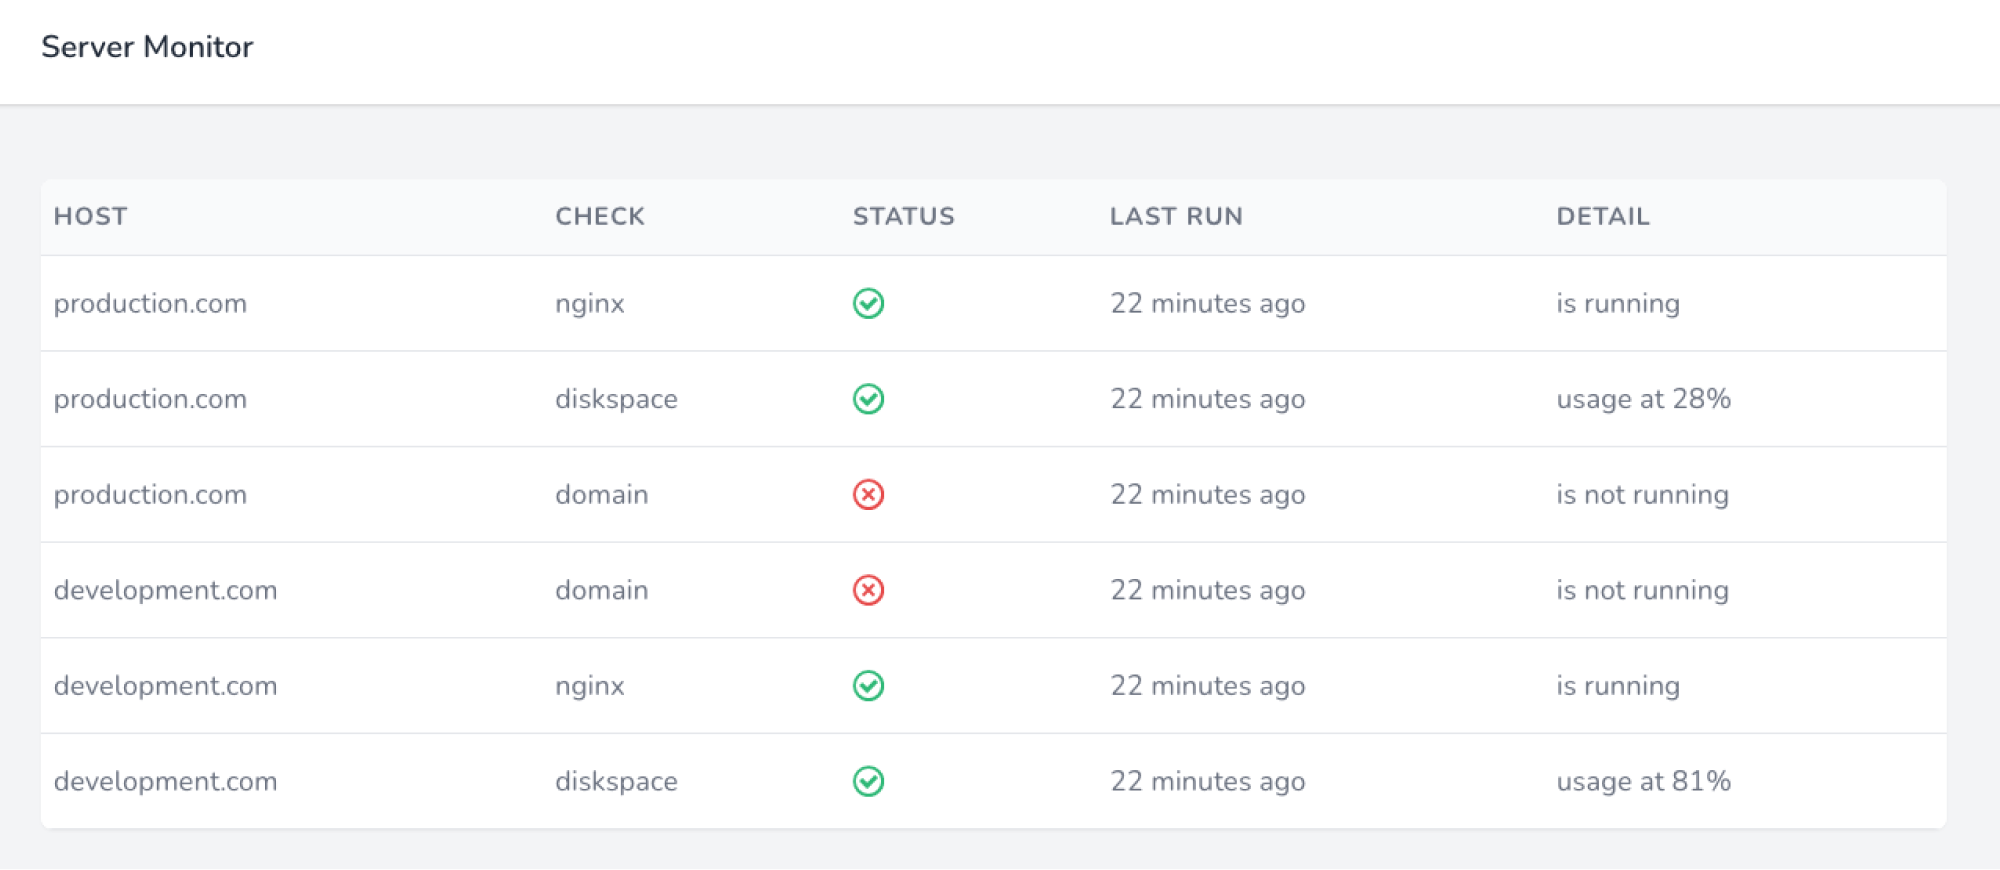 Server Monitor
HOST CHECK STATUS LAST RUN DETAIL
production.com nginx 22 minutes ago is running
production.com diskspace 22 minutes ago usage at 28%
production.com domain 22 minutes ago is not running
development.com domain 22 minutes ago is not running
development.com nginx 22 minutes ago is running
development.com diskspace 22 minutes ago usage at 81%